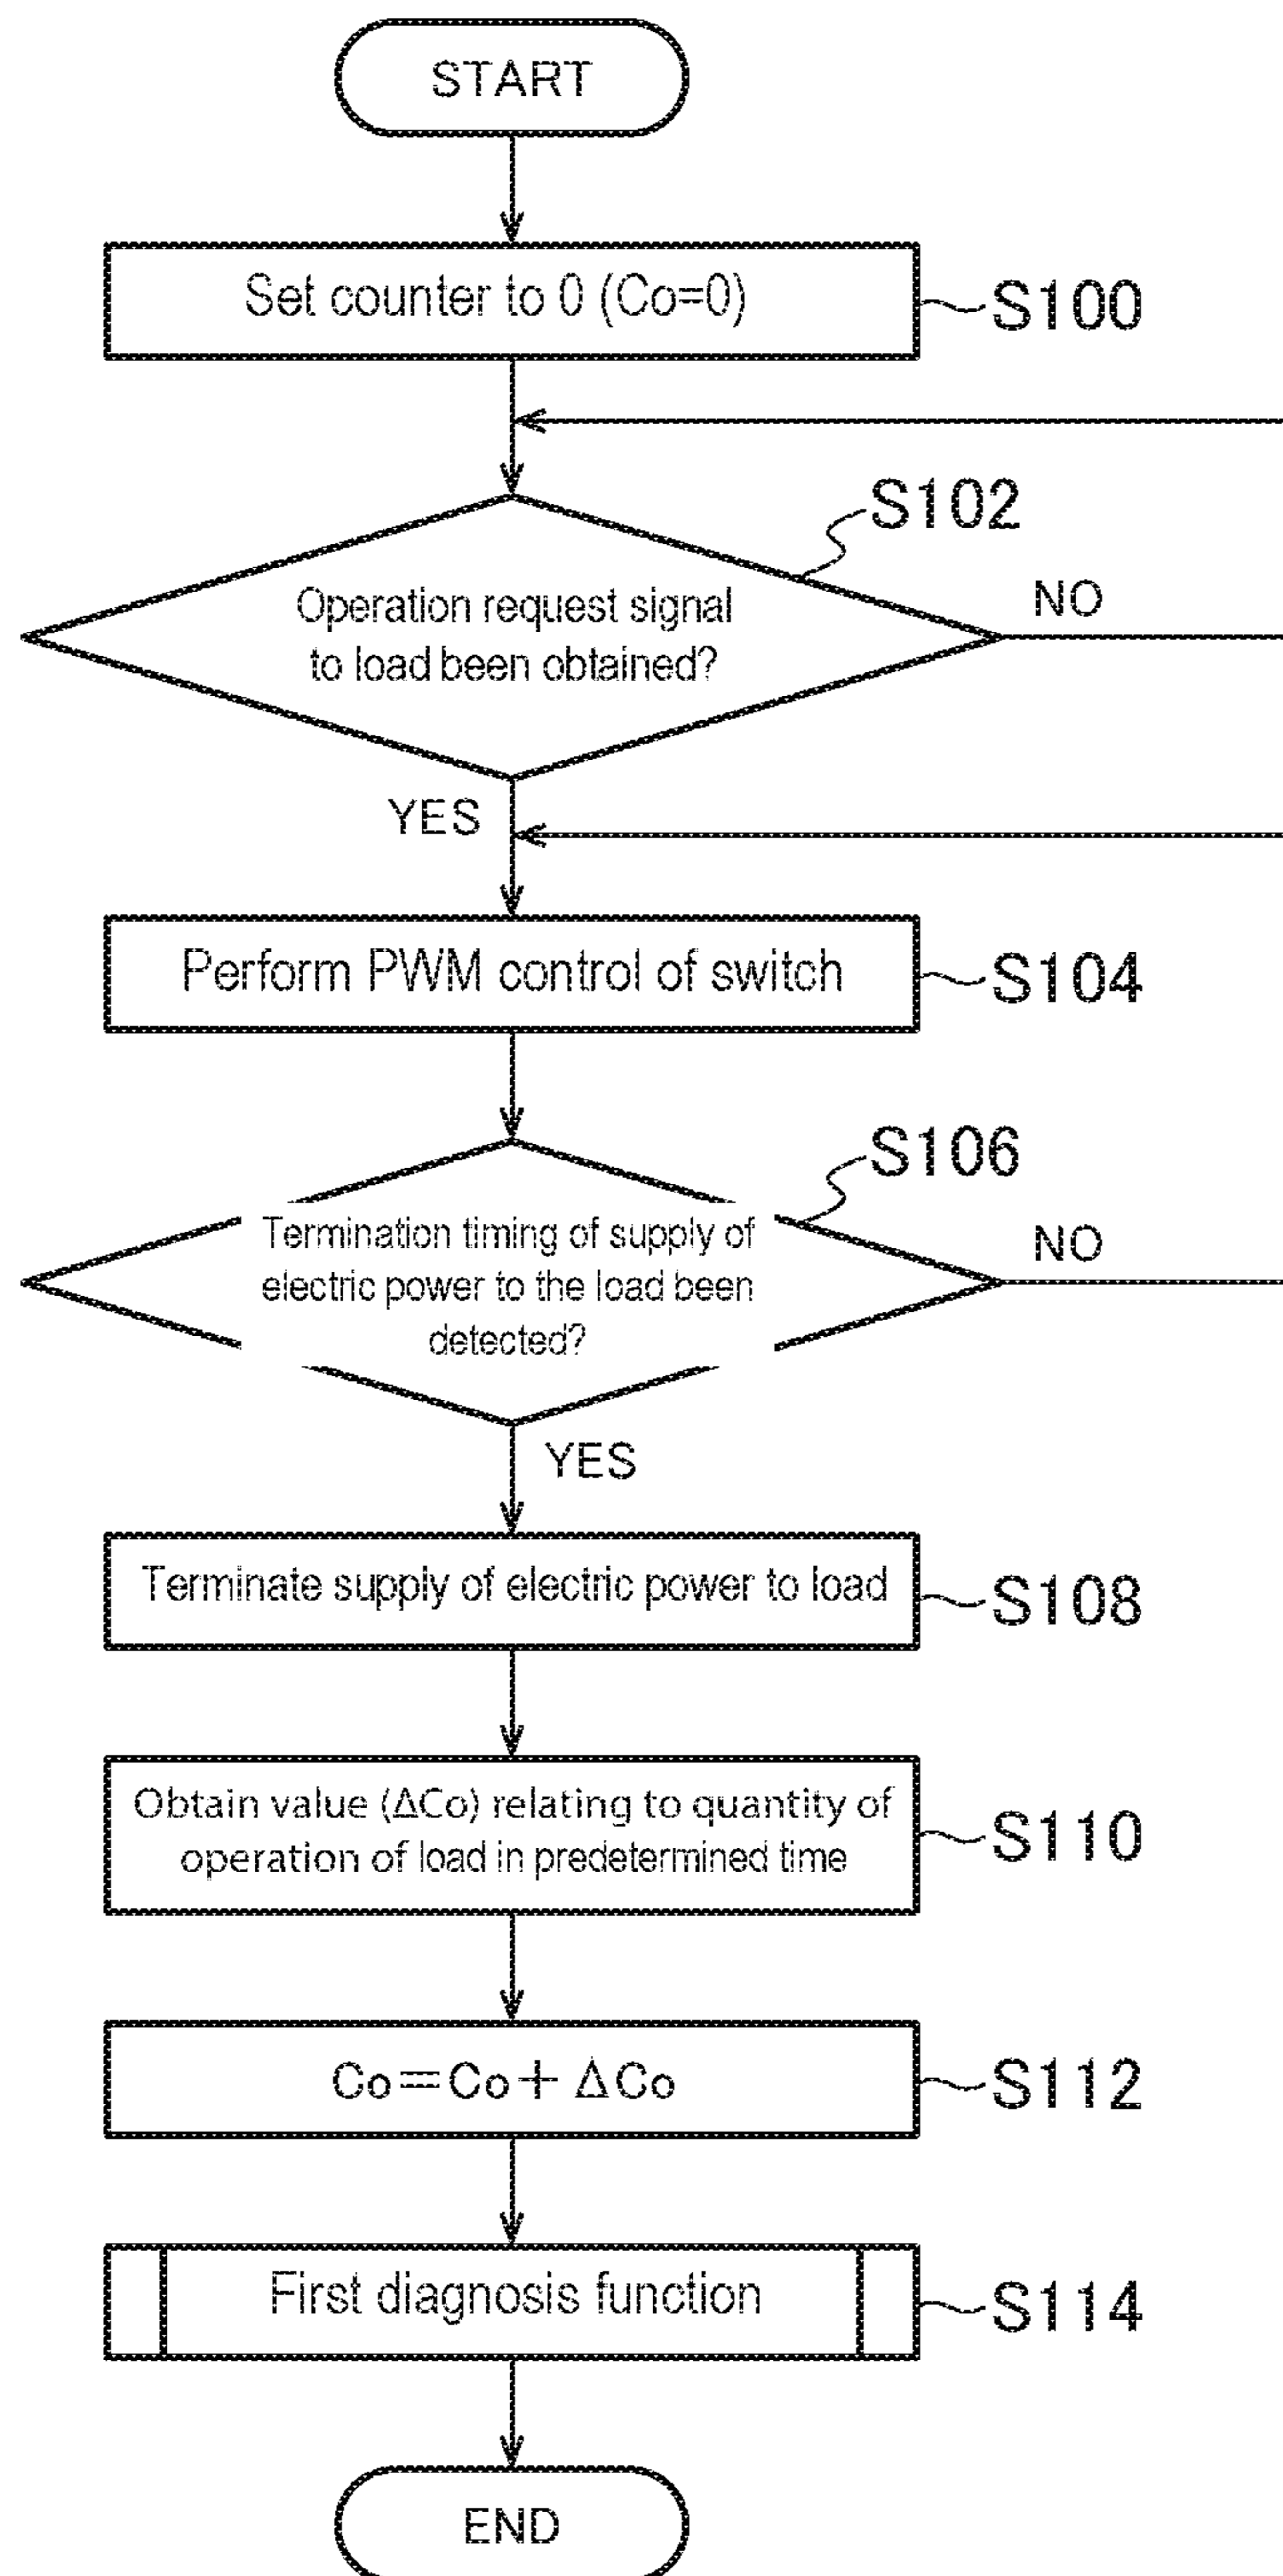 START
Set counter to 0 (Co=0)
S100
S102
Operation request signal
to load been obtained?
NO
YES
Perform PWM control of switch
S104
S106
Termination timing of supply of
electric power to the load been
detected?
NO
YES
Terminate supply of electric power to load
S108
Obtain value (ΔCo) relating to quantity of
operation of load in predetermined time
S110
Co=Co+ΔCo
S112
First diagnosis function
S114
END